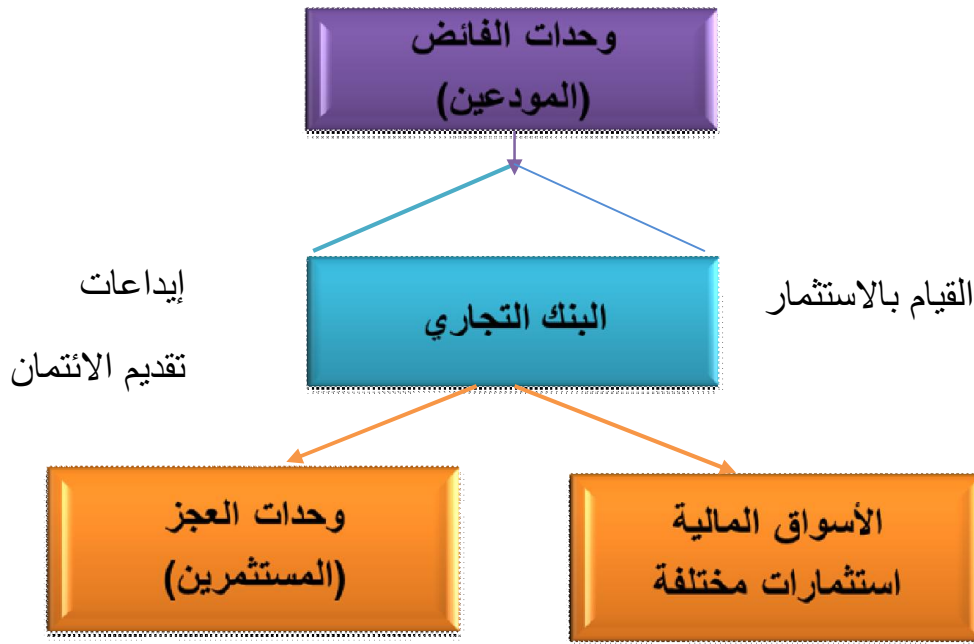 وحدات الفائض
(المودعين)
القيام بالاستثمار
إيداعات
البنك التجاري
تقديم الائتمان
الأسواق المالية
استثمارات مختلفة
وحدات العجز
(المستثمرين)